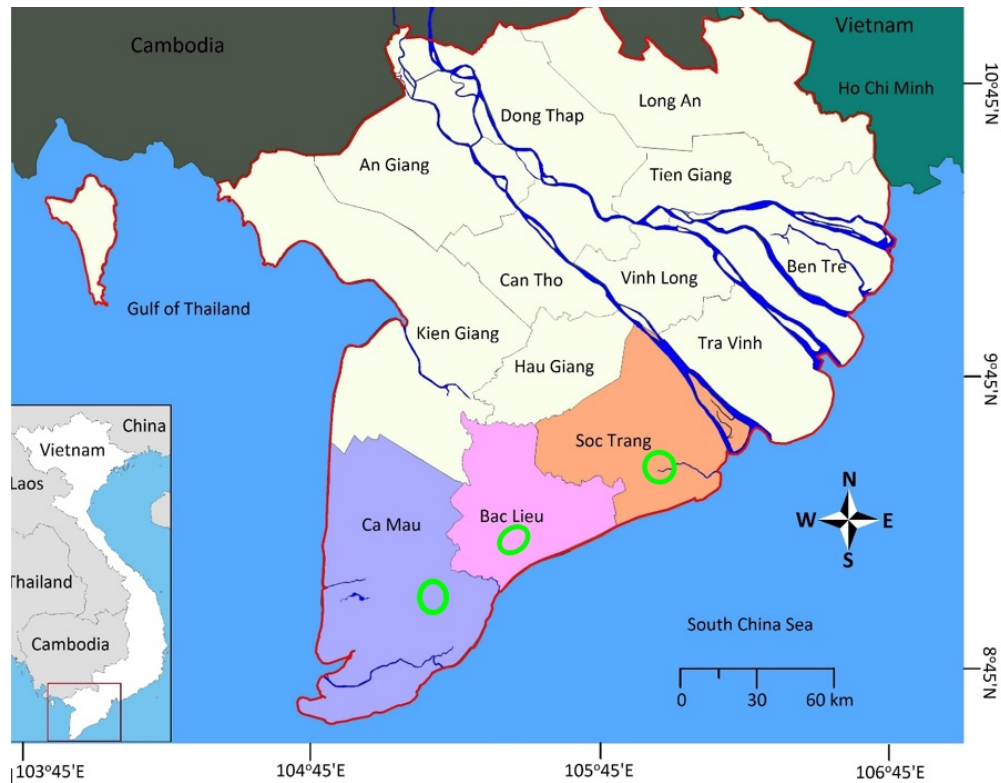 Cambodia
Vietnam
Ho Chi Minh
Long An
Dong Thap
An Giang
Tien Giang
Ben Tre
Can Tho
Vinh Long
Gulf of Thailand
Kien Giang
Tra Vinh
Hau Giang
Soc Trang
Ca Mau
Bac Lieu
South China Sea
N
W
E
S
0
30
60 km
China
Vietnam
Laos
Thailand
Cambodia
10°45'N
9°45'N
8°45'N
103°45'E
104°45'E
105°45'E
106°45'E